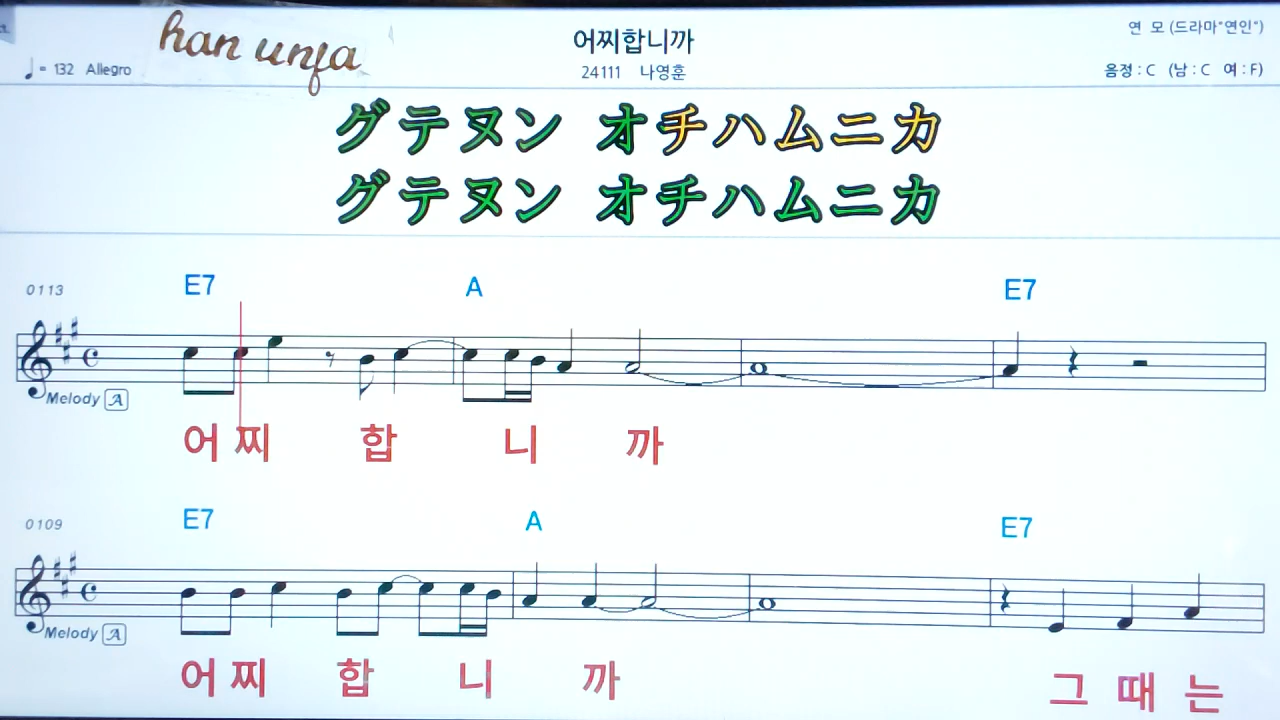 han unja
어찌합니까
연 모 (드라마"연인")
♩= 132 Allegro
24111 나영훈
음정 : C (남 : C 여 : F)
グテヌン オチハムニカ
グテヌン オチハムニカ
E7 A E7
0113
Melody A
어 찌 합 니 까
E7 A E7
0109
Melody A
어 찌 합 니 까 그 때 는